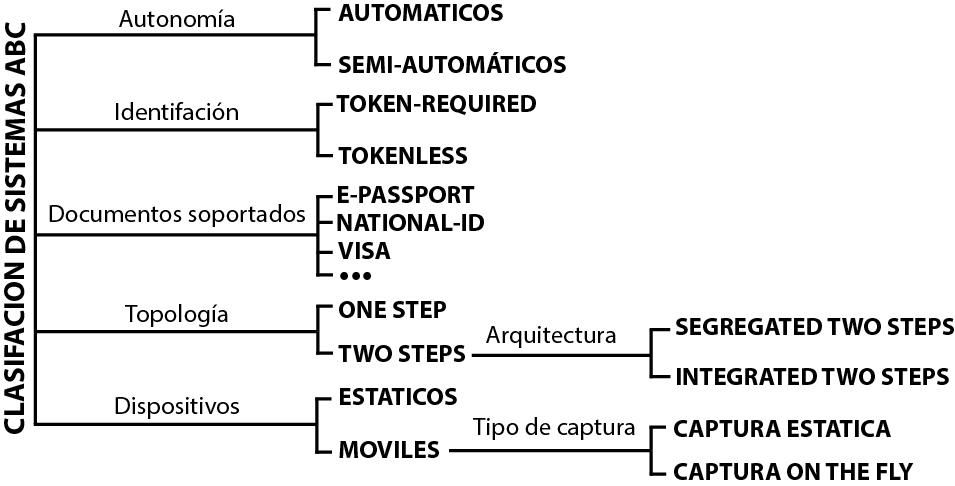 CLASIFACION DE SISTEMAS ABC
Autonomía
AUTOMATICOS
SEMI-AUTOMÁTICOS
Identifación
TOKEN-REQUIRED
TOKENLESS
Documentos soportados
E-PASSPORT
NATIONAL-ID
VISA
•••
Topología
ONE STEP
TWO STEPS
Arquitectura
SEGREGATED TWO STEPS
INTEGRATED TWO STEPS
Dispositivos
ESTATICOS
MOVILES
Tipo de captura
CAPTURA ESTATICA
CAPTURA ON THE FLY